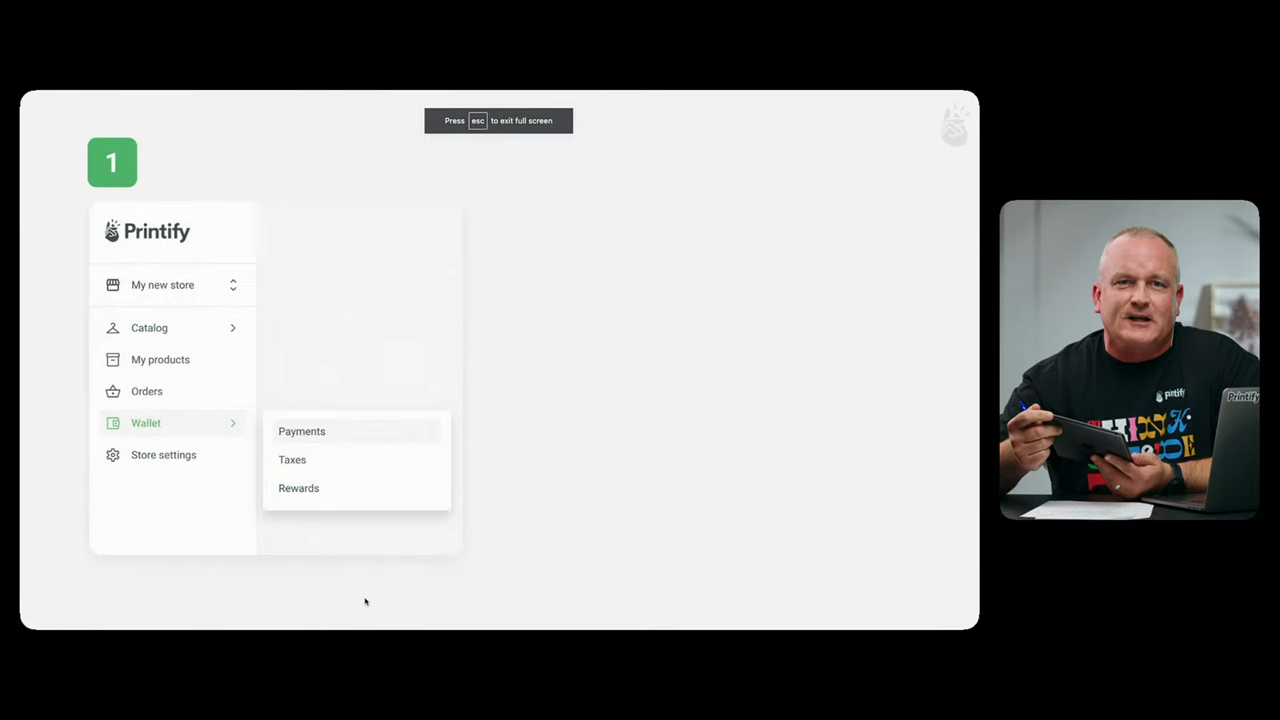 Press esc to exit full screen
1
Printify
My new store
Catalog
My products
Orders
Wallet
Store settings
Payments
Taxes
Rewards
printify
Printify